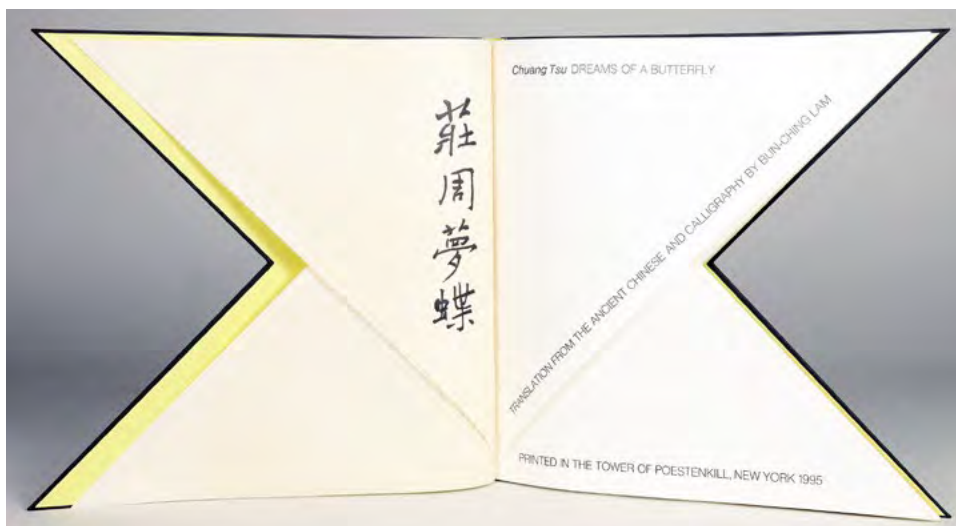 莊周夢蝶
Chuang Tsu DREAMS OF A BUTTERFLY
TRANSLATION FROM THE ANCIENT CHINESE AND CALLIGRAPHY BY BUN-CHING LAM
PRINTED IN THE TOWER OF POESTENKILL, NEW YORK 1995